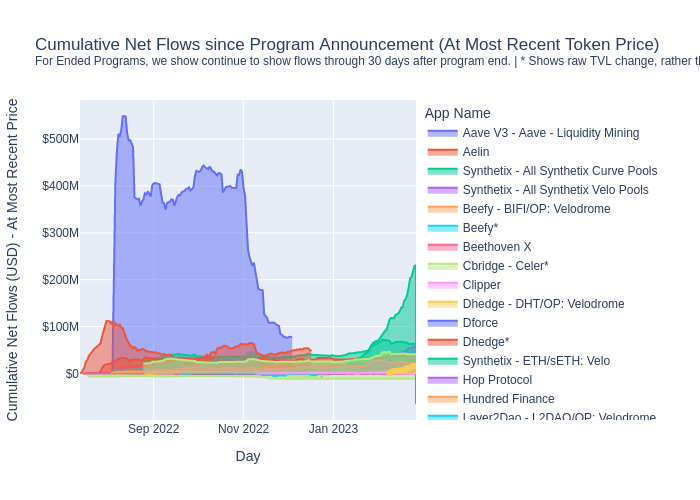 Cumulative Net Flows since Program Announcement (At Most Recent Token Price)
For Ended Programs, we show continue to show flows through 30 days after program end. | * Shows raw TVL change, rather
Cumulative Net Flows (USD) - At Most Recent Price
$500M
$400M
$300M
$200M
$100M
$0
Sep 2022
Nov 2022
Jan 2023
Day
App Name
Aave V3 - Aave - Liquidity Mining
Aelin
Synthetix - All Synthetix Curve Pools
Synthetix - All Synthetix Velo Pools
Beefy - BIFI/OP: Velodrome
Beefy*
Beethoven X
Cbridge - Celer*
Clipper
Dhedge - DHT/OP: Velodrome
Dforce
Dhedge*
Synthetix - ETH/sETH: Velo
Hop Protocol
Hundred Finance
Layer2Dao - L2DAO/OP: Velodrome